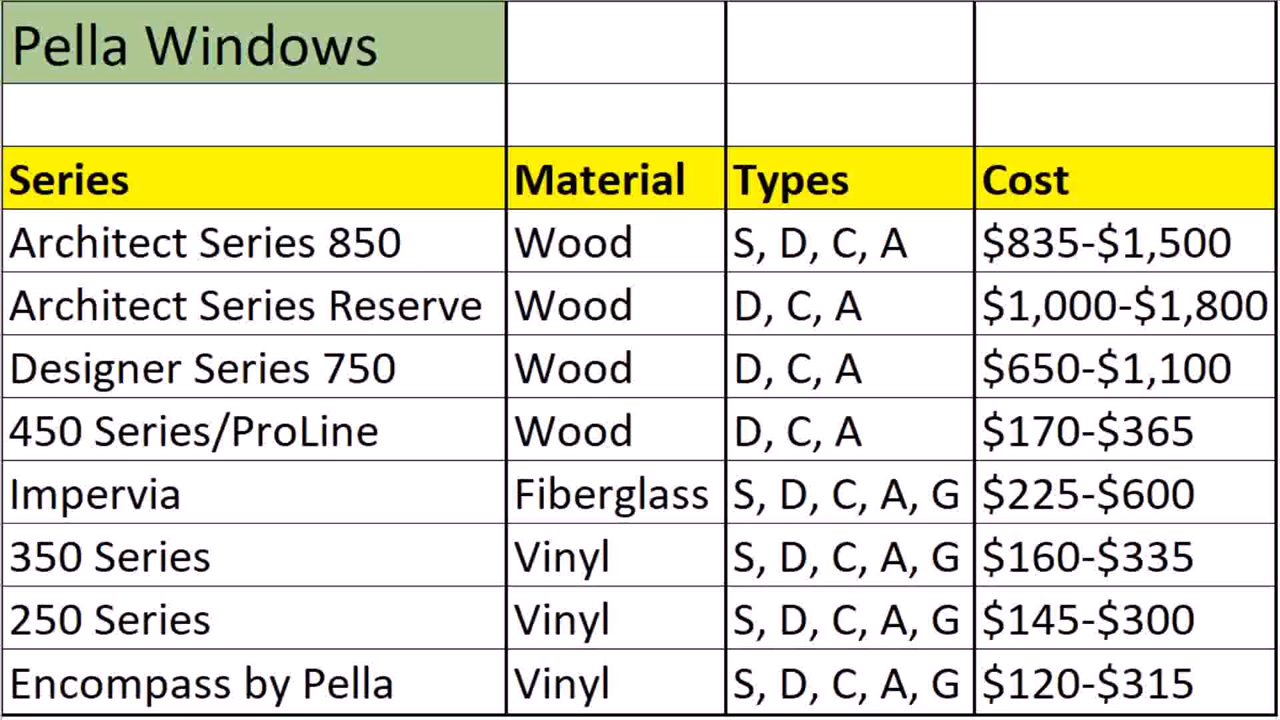 Pella Windows
Series Material Types Cost
Architect Series 850 Wood S, D, C, A $835-$1,500
Architect Series Reserve Wood D, C, A $1,000-$1,800
Designer Series 750 Wood D, C, A $650-$1,100
450 Series/ProLine Wood D, C, A $170-$365
Impervia Fiberglass S, D, C, A, G $225-$600
350 Series Vinyl S, D, C, A, G $160-$335
250 Series Vinyl S, D, C, A, G $145-$300
Encompass by Pella Vinyl S, D, C, A, G $120-$315